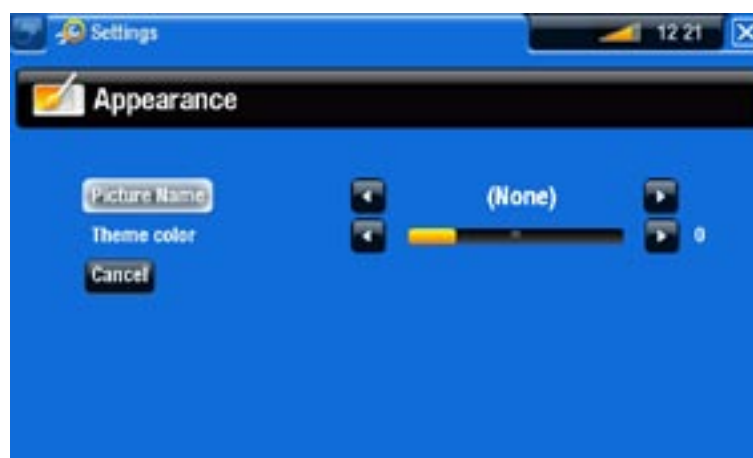 Settings 12 21
Appearance
Picture Name (None)
Theme color 0
Cancel